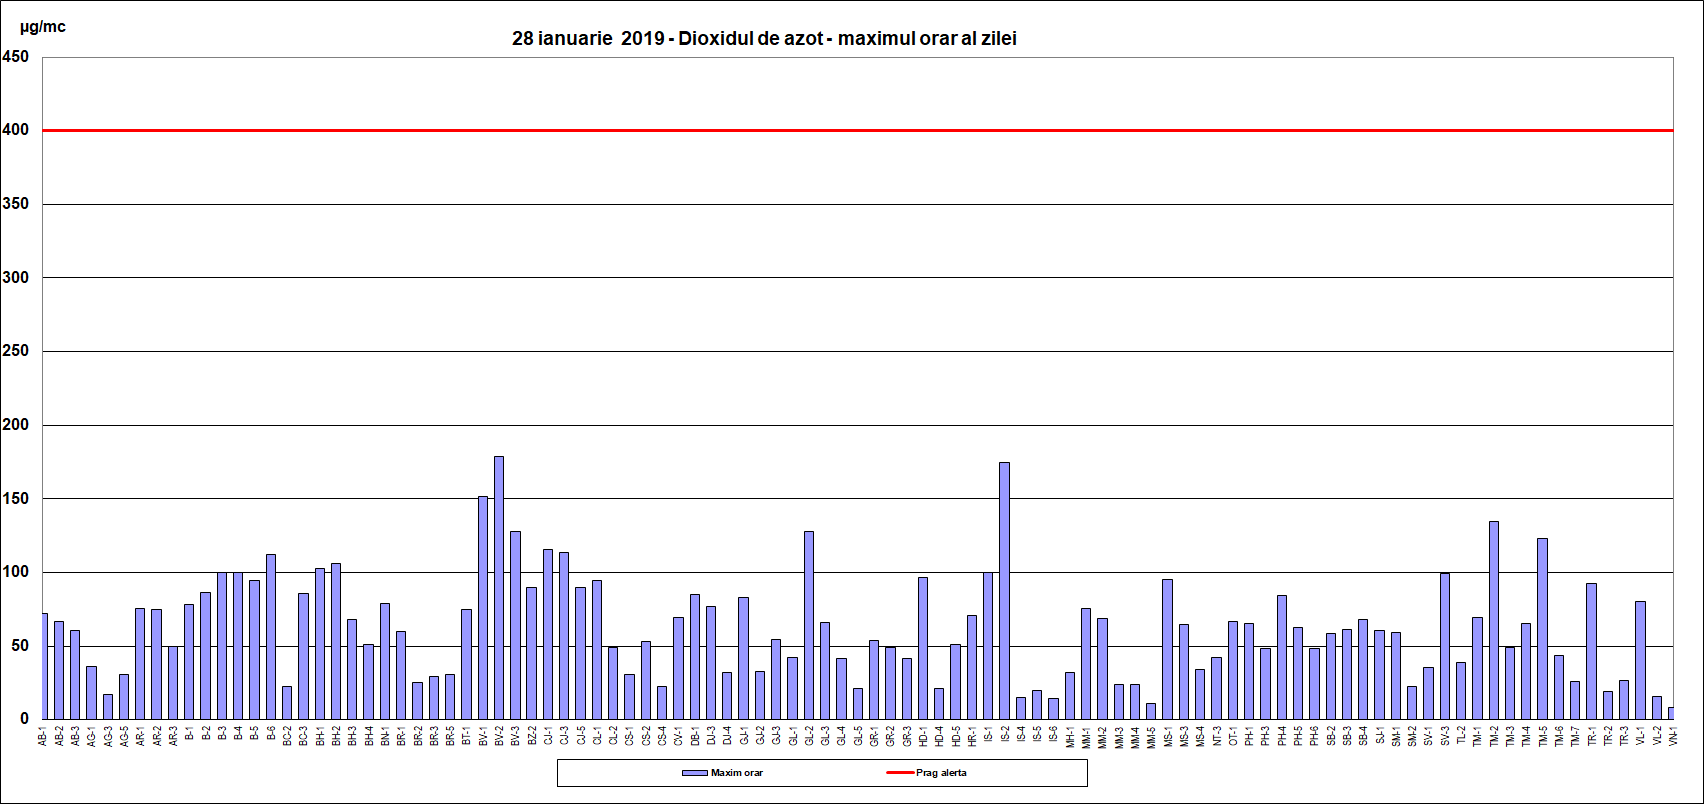 µg/mc
28 ianuarie  2019 - Dioxidul de azot - maximul orar al zilei
450
400
350
300
250
200
150
100
50
0
AB-1 AB-2 AB-3 AG-1 AG-3 AG-5 AR-1 AR-2 AR-3 B-1 B-2 B-3 B-4 B-5 B-6 BC-2 BC-3 BH-1 BH-2 BH-3 BH-4 BN-1 BR-1 BR-2 BR-3 BR-5 BT-1 BV-1 BV-2 BV-3 BZ-2 CJ-1 CJ-3 CJ-5 CL-1 CL-2 CS-1 CS-2 CS-4 CV-1 DB-1 DJ-3 DJ-4 GJ-1 GJ-2 GJ-3 GL-1 GL-2 GL-3 GL-4 GL-5 GR-1 GR-2 GR-3 HD-1 HD-4 HD-5 HR-1 IS-1 IS-2 IS-4 IS-5 IS-6 MH-1 MM-1 MM-2 MM-3 MM-4 MM-5 MS-1 MS-3 MS-4 NT-3 OT-1 PH-1 PH-3 PH-4 PH-5 PH-6 SB-2 SB-3 SB-4 SJ-1 SM-1 SM-2 SV-1 SV-3 TL-2 TM-1 TM-2 TM-3 TM-4 TM-5 TM-6 TM-7 TR-1 TR-2 TR-3 VL-1 VL-2 VN-1
Maxim orar
Prag alerta